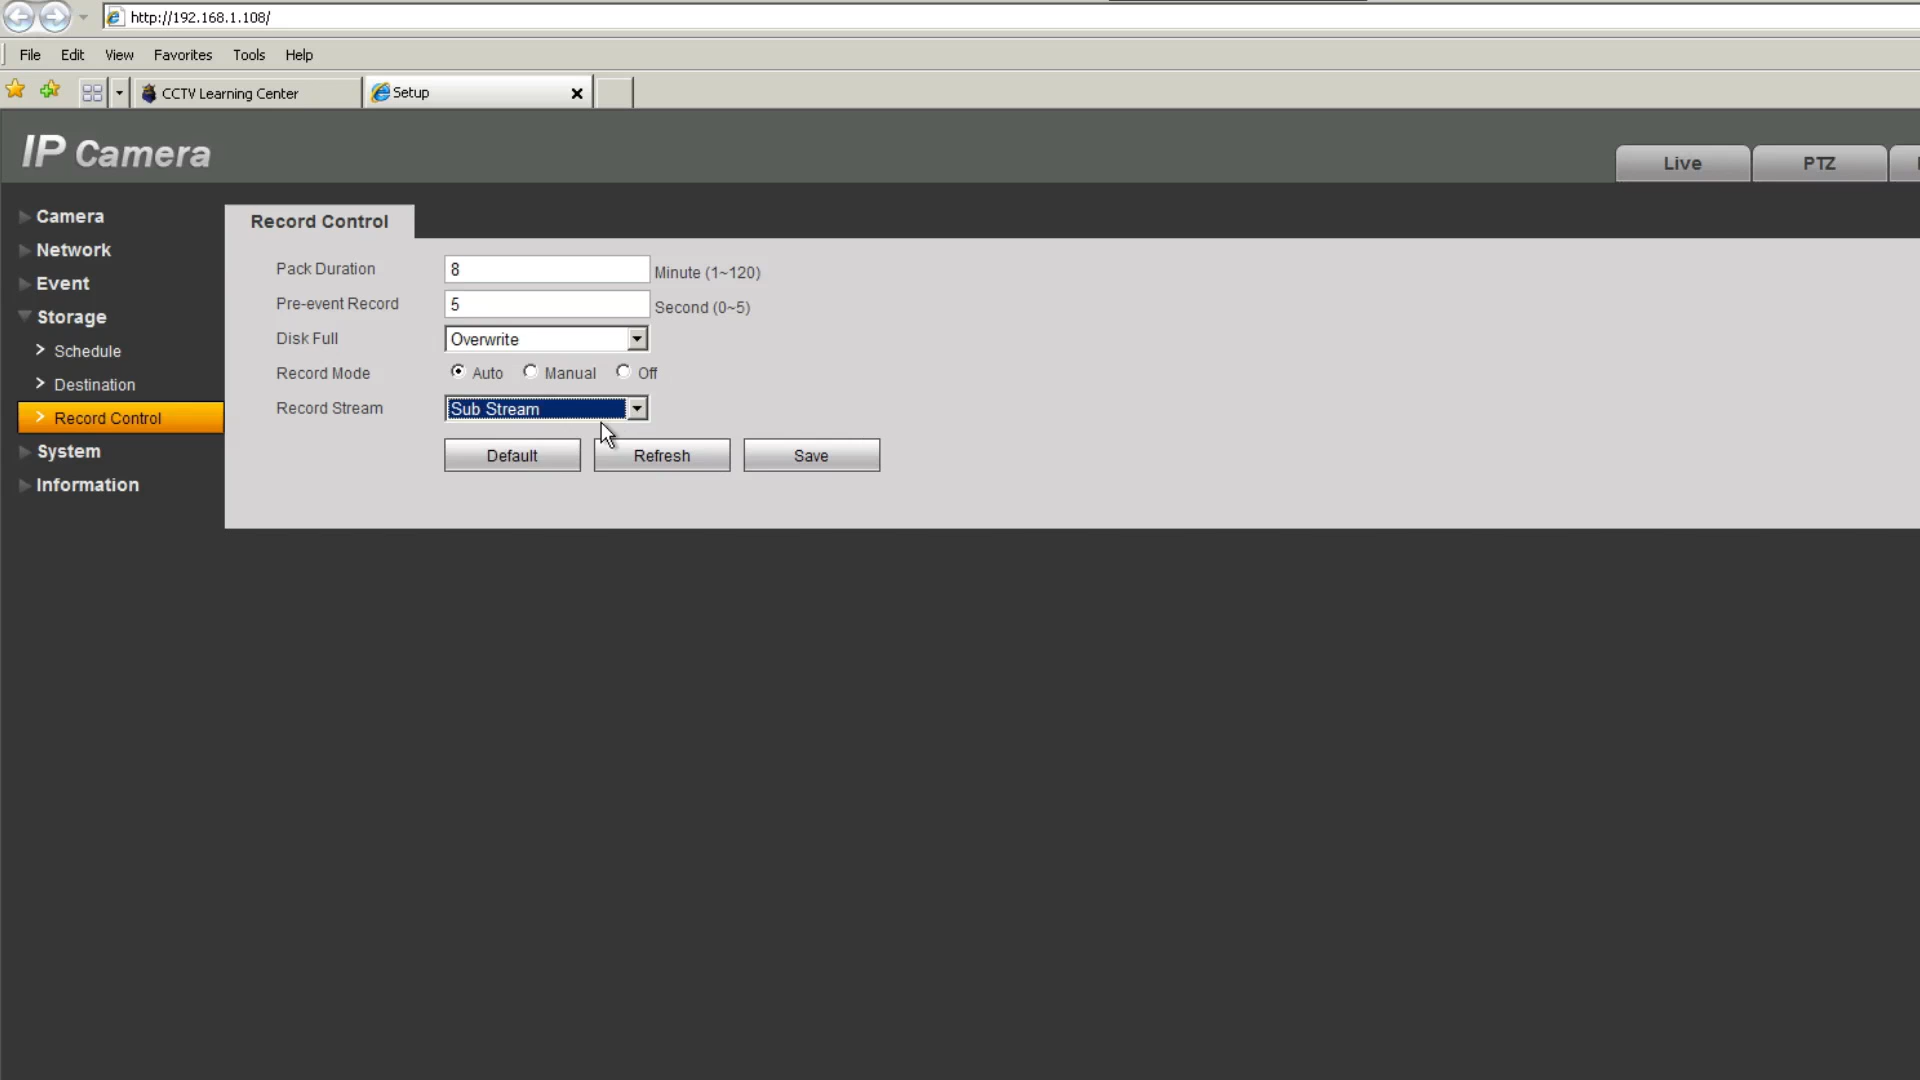 http://192.168.1.108/
File Edit View Favorites Tools Help
CCTV Learning Center Setup
IP Camera
Live PTZ
Camera
Network
Event
Storage
> Schedule
> Destination
> Record Control
System
Information
Record Control
Pack Duration 8 Minute (1~120)
Pre-event Record 5 Second (0~5)
Disk Full Overwrite
Record Mode Auto Manual Off
Record Stream Sub Stream
Default Refresh Save